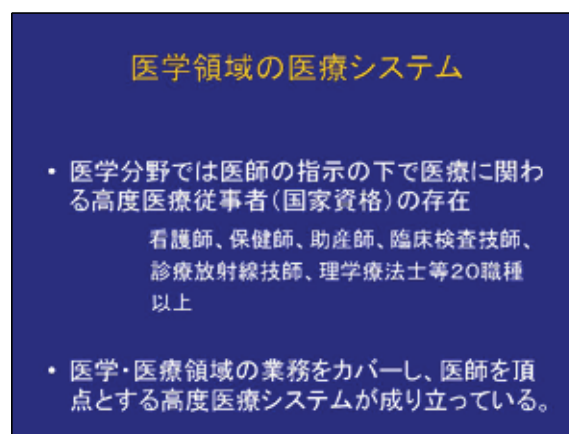 医学領域の医療システム
• 医学分野では医師の指示の下で医療に関わ
る高度医療従事者(国家資格)の存在
看護師、保健師、助産師、臨床検査技師、
診療放射線技師、理学療法士等20職種
以上
• 医学・医療領域の業務をカバーし、医師を頂
点とする高度医療システムが成り立っている。